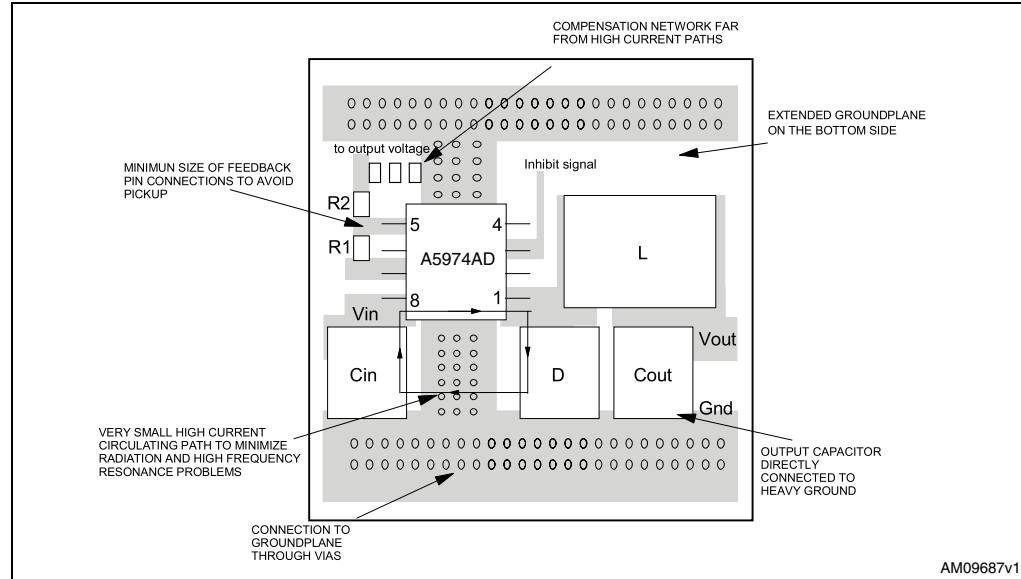 COMPENSATION NETWORK FAR
FROM HIGH CURRENT PATHS
EXTENDED GROUNDPLANE
ON THE BOTTOM SIDE
to output voltage
Inhibit signal
MINIMUN SIZE OF FEEDBACK
PIN CONNECTIONS TO AVOID
PICKUP
R2
5
4
R1
A5974AD
L
8
1
Vin
Vout
Cin
D
Cout
Gnd
VERY SMALL HIGH CURRENT
CIRCULATING PATH TO MINIMIZE
RADIATION AND HIGH FREQUENCY
RESONANCE PROBLEMS
OUTPUT CAPACITOR
DIRECTLY
CONNECTED TO
HEAVY GROUND
CONNECTION TO
GROUNDPLANE
THROUGH VIAS
AM09687v1